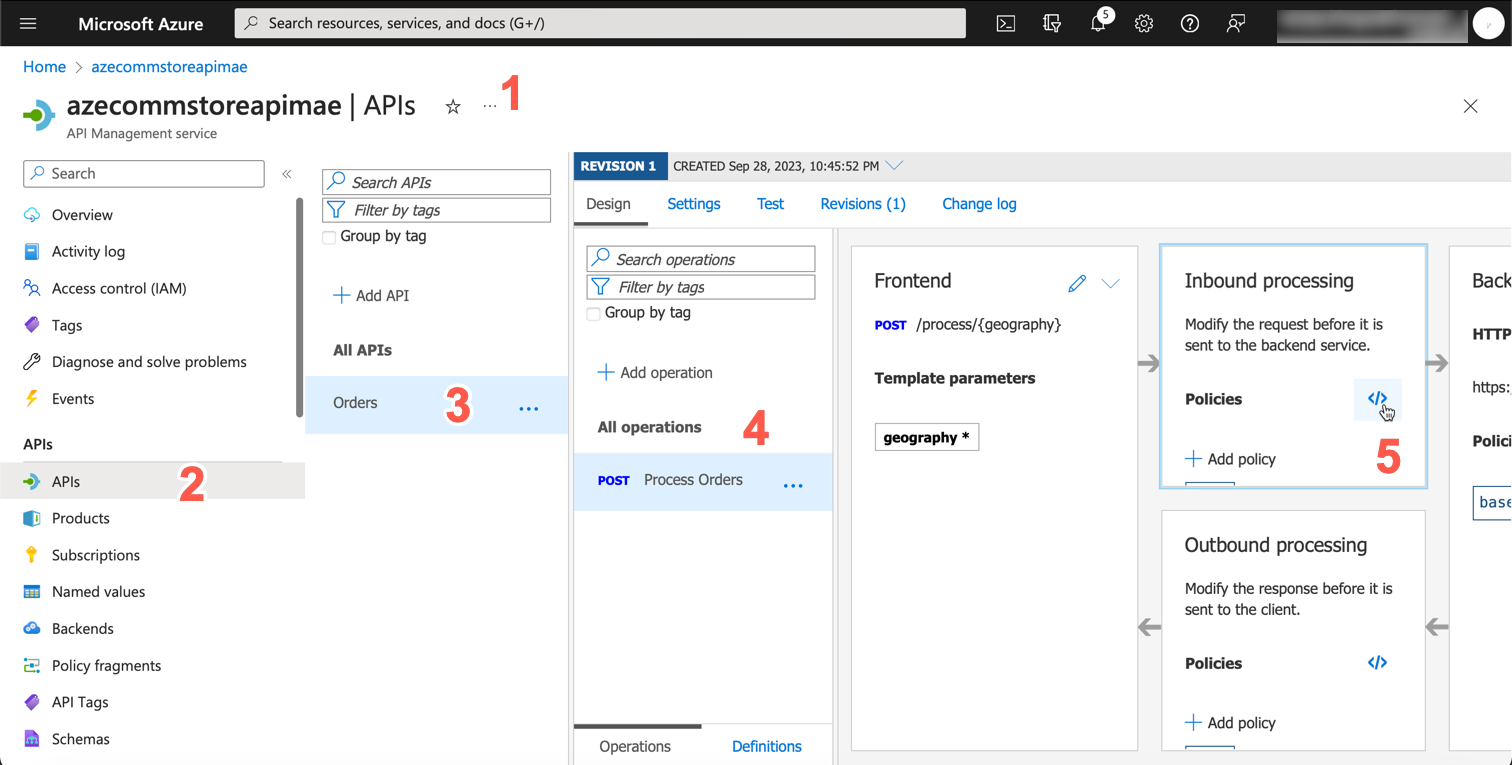 Microsoft Azure
Search resources, services, and docs (G+/)
5
Home > azecommstoreapimae
azecommstoreapimae | APIs
☆ ... 1
API Management service
Search
«
Overview
Activity log
Access control (IAM)
Tags
Diagnose and solve problems
Events
APIs
APIs
2
Products
Subscriptions
Named values
Backends
Policy fragments
API Tags
Schemas
Search APIs
Filter by tags
Group by tag
+ Add API
All APIs
Orders
3
...
REVISION 1 CREATED Sep 28, 2023, 10:45:52 PM
Design Settings Test Revisions (1) Change log
Search operations
Filter by tags
Group by tag
+ Add operation
All operations
4
POST Process Orders ...
Operations Definitions
Frontend
POST /process/{geography}
Template parameters
geography *
Inbound processing
Modify the request before it is
sent to the backend service.
Policies </>
5
+ Add policy
Outbound processing
Modify the response before it is
sent to the client.
Policies </>
+ Add policy
Back
HTTP
https:
Polici
base